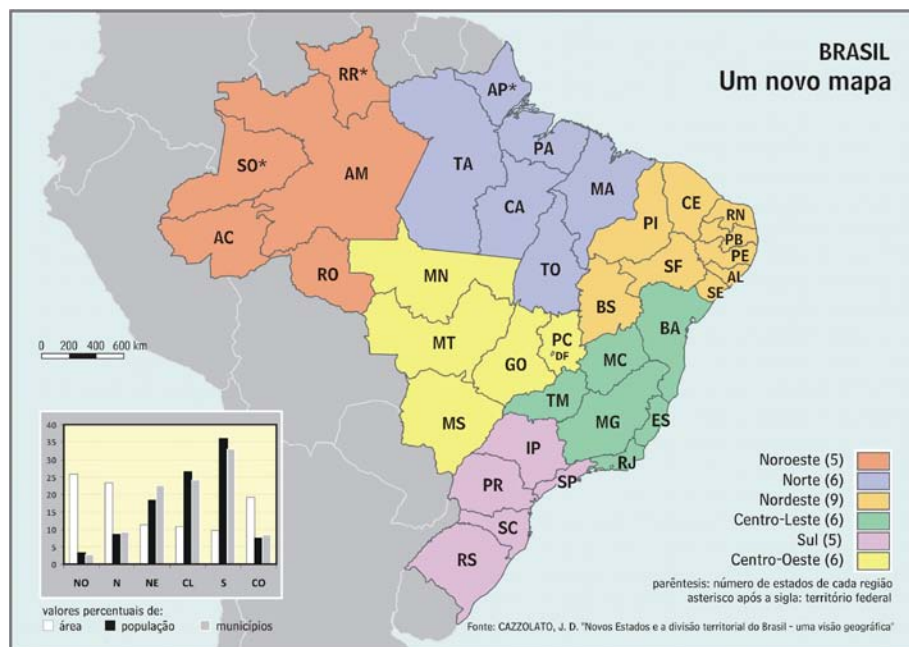 BRASIL
Um novo mapa
RR*
AP*
SO*
AM
TA
PA
MA
CA
CE
RN
PI
PB
PE
AC
TO
SF
AL
RO
MN
SE
BS
BA
MT
PC
*DF
GO
MC
TM
MS
MG
ES
IP
RJ
SP
PR
SC
RS
0 200 400 600 km
40
35
30
25
20
15
10
5
0
NO N NE CL S CO
valores percentuais de:
área população municípios
Noroeste (5)
Norte (6)
Nordeste (9)
Centro-Leste (6)
Sul (5)
Centro-Oeste (6)
parêntesis: número de estados de cada região
asterisco após a sigla: território federal
Fonte: CAZZOLATO, J. D. "Novos Estados e a divisão territorial do Brasil - uma visão geográfica"